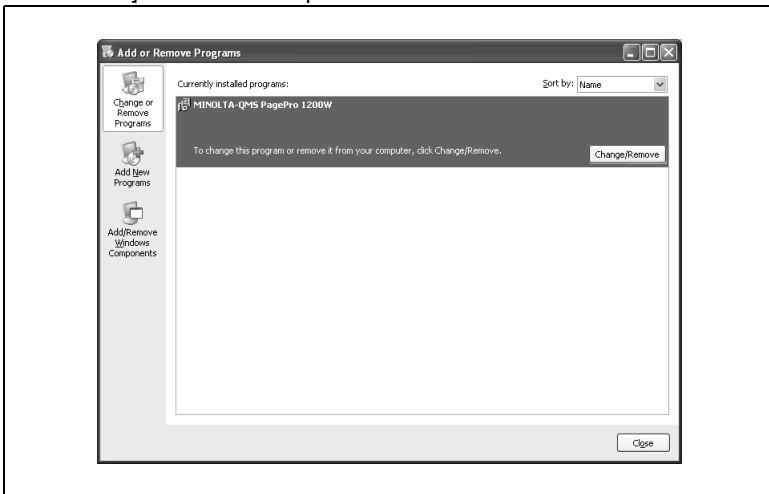 Add or Remove Programs
Change or
Remove
Programs
Currently installed programs:
Sort by: Name
MINOLTA-QMS PagePro 1200W
To change this program or remove it from your computer, click Change/Remove.
Change/Remove
Add New
Programs
Add/Remove
Windows
Components
Close